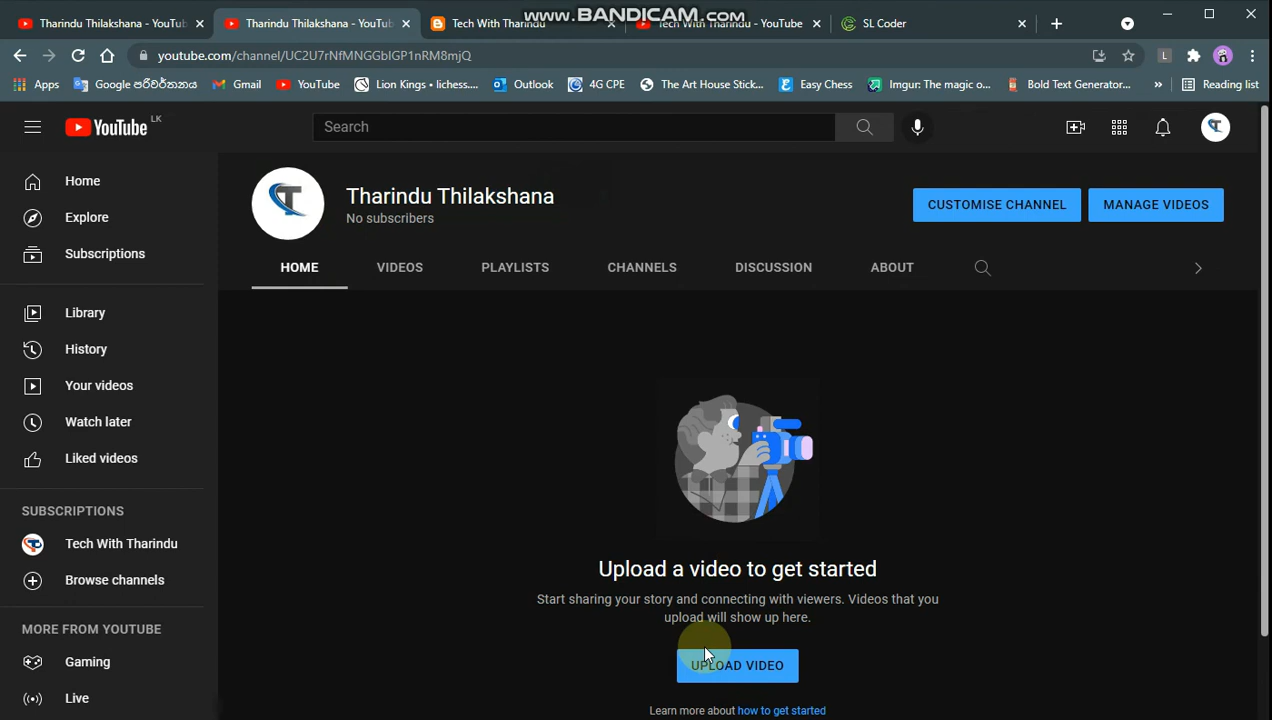 Tharindu Thilakshana - YouTub
Tharindu Thilakshana - YouTub
Tech With Tharindu
www.BANDICAM.com
Tech With Tharindu - YouTube
SL Coder
youtube.com/channel/UC2U7rNfMNGGbIGP1nRM8mjQ
Apps
Google පරිවර්තනය
Gmail
YouTube
Lion Kings • lichess....
Outlook
4G CPE
The Art House Stick...
Easy Chess
Imgur: The magic o...
Bold Text Generator...
»
Reading list
YouTube LK
Search
Home
Explore
Subscriptions
Library
History
Your videos
Watch later
Liked videos
SUBSCRIPTIONS
Tech With Tharindu
Browse channels
MORE FROM YOUTUBE
Gaming
Live
Tharindu Thilakshana
No subscribers
CUSTOMISE CHANNEL
MANAGE VIDEOS
HOME
VIDEOS
PLAYLISTS
CHANNELS
DISCUSSION
ABOUT
Upload a video to get started
Start sharing your story and connecting with viewers. Videos that you
upload will show up here.
UPLOAD VIDEO
Learn more about how to get started